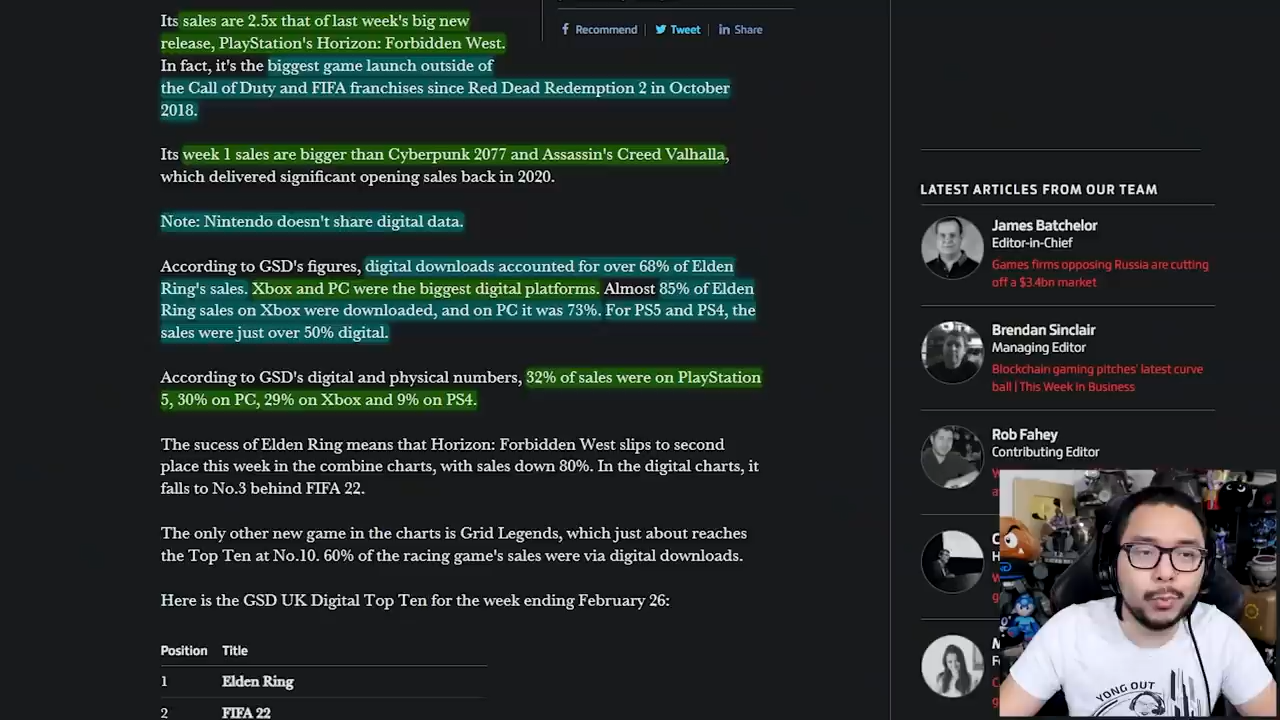 Its sales are 2.5x that of last week's big new
release, PlayStation's Horizon: Forbidden West.
In fact, it's the biggest game launch outside of
the Call of Duty and FIFA franchises since Red Dead Redemption 2 in October
2018.
Its week 1 sales are bigger than Cyberpunk 2077 and Assassin's Creed Valhalla,
which delivered significant opening sales back in 2020.
Note: Nintendo doesn't share digital data.
According to GSD's figures, digital downloads accounted for over 68% of Elden
Ring's sales. Xbox and PC were the biggest digital platforms. Almost 85% of Elden
Ring sales on Xbox were downloaded, and on PC it was 73%. For PS5 and PS4, the
sales were just over 50% digital.
According to GSD's digital and physical numbers, 32% of sales were on PlayStation
5, 30% on PC, 29% on Xbox and 9% on PS4.
The sucess of Elden Ring means that Horizon: Forbidden West slips to second
place this week in the combine charts, with sales down 80%. In the digital charts, it
falls to No.3 behind FIFA 22.
The only other new game in the charts is Grid Legends, which just about reaches
the Top Ten at No.10. 60% of the racing game's sales were via digital downloads.
Here is the GSD UK Digital Top Ten for the week ending February 26:
Position Title
1 Elden Ring
2 FIFA 22
Recommend Tweet Share
LATEST ARTICLES FROM OUR TEAM
James Batchelor
Editor-in-Chief
Games firms opposing Russia are cutting
off a $3.4bn market
Brendan Sinclair
Managing Editor
Blockchain gaming pitches' latest curve
ball | This Week in Business
Rob Fahey
Contributing Editor
YONG OUT